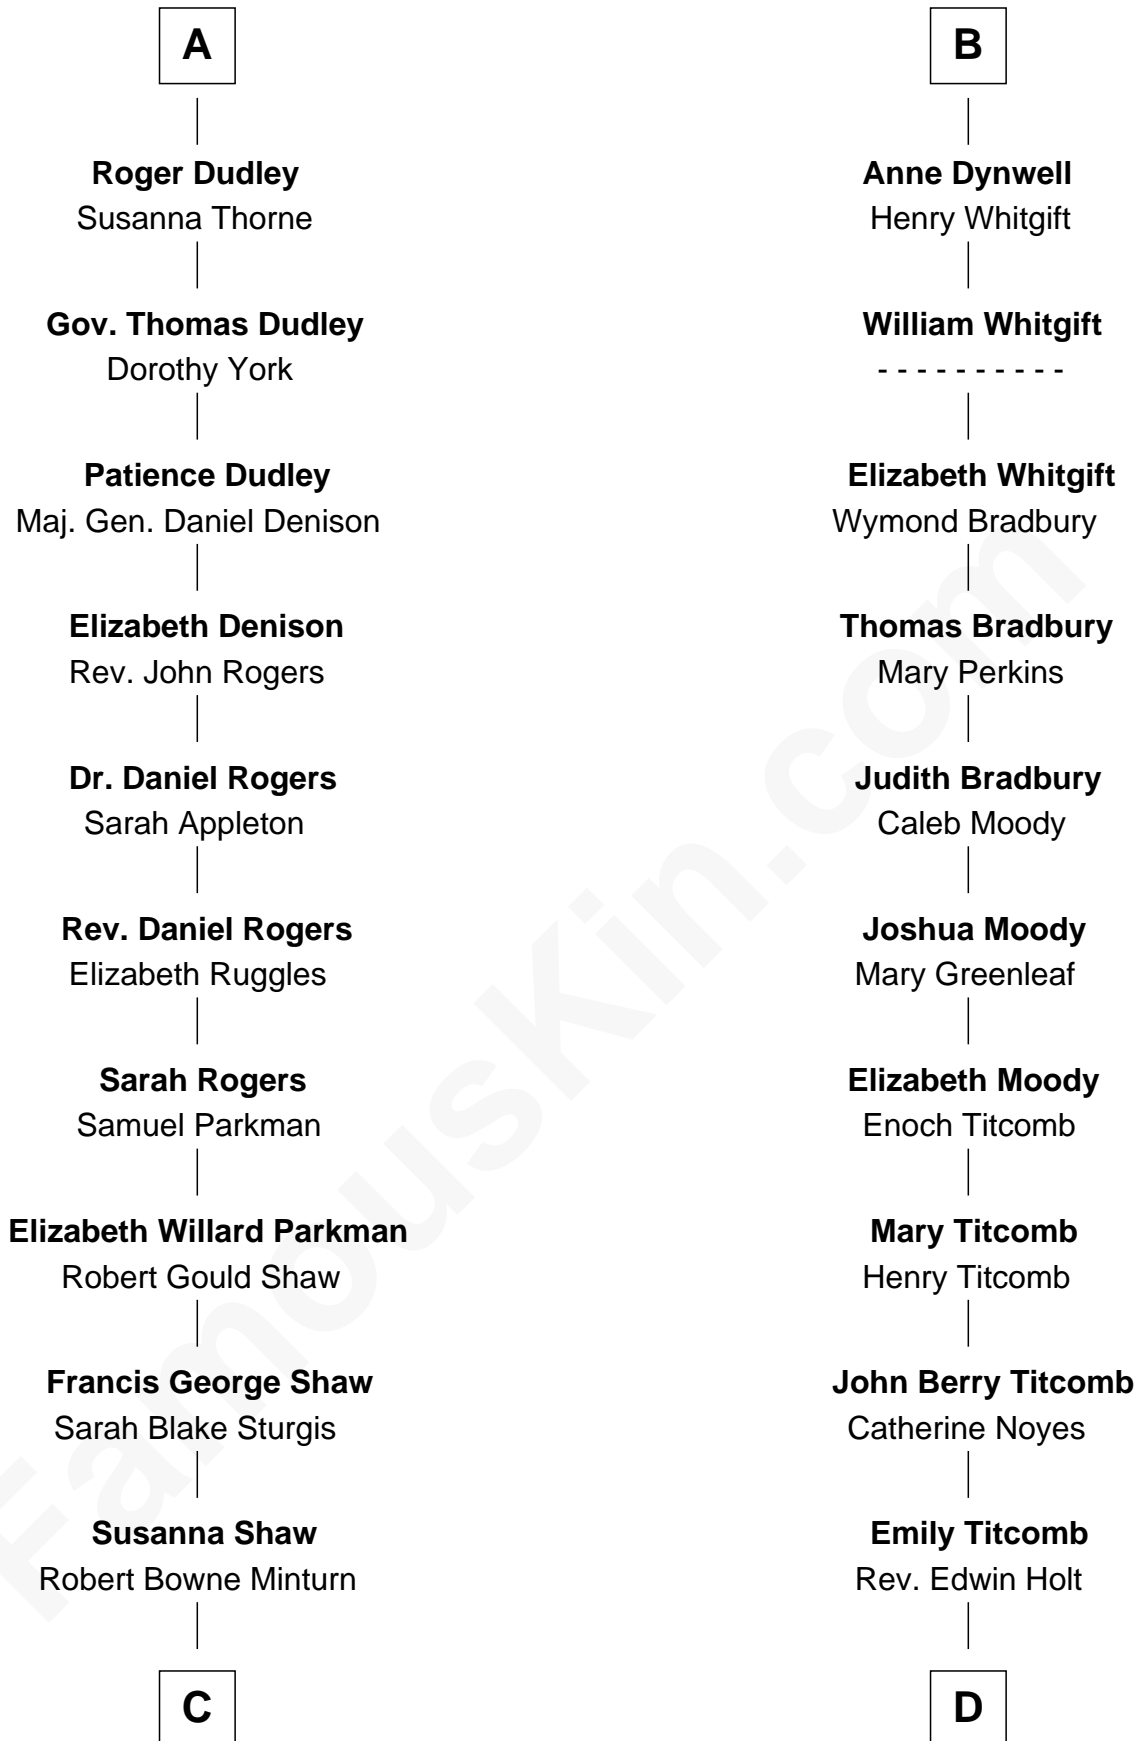 A
Roger Dudley
Susanna Thorne
Gov. Thomas Dudley
Dorothy York
Patience Dudley
Maj. Gen. Daniel Denison
Elizabeth Denison
Rev. John Rogers
Dr. Daniel Rogers
Sarah Appleton
Rev. Daniel Rogers
Elizabeth Ruggles
Sarah Rogers
Samuel Parkman
Elizabeth Willard Parkman
Robert Gould Shaw
Francis George Shaw
Sarah Blake Sturgis
Susanna Shaw
Robert Bowne Minturn
C
B
Anne Dynwell
Henry Whitgift
William Whitgift
- - - - - - - - - -
Elizabeth Whitgift
Wymond Bradbury
Thomas Bradbury
Mary Perkins
Judith Bradbury
Caleb Moody
Joshua Moody
Mary Greenleaf
Elizabeth Moody
Enoch Titcomb
Mary Titcomb
Henry Titcomb
John Berry Titcomb
Catherine Noyes
Emily Titcomb
Rev. Edwin Holt
D
FamousKin.com